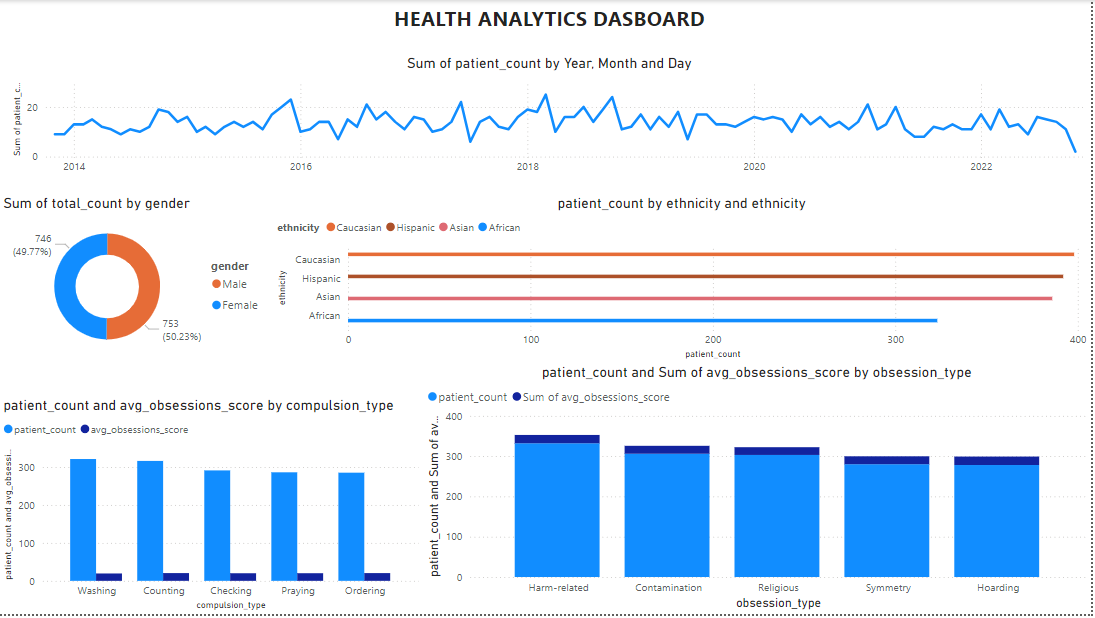 HEALTH ANALYTICS DASBOARD
Sum of patient_count by Year, Month and Day
Sum of patient_c...
20
0
2014
2016
2018
2020
2022
Sum of total_count by gender
746
(49.77%)
753
(50.23%)
gender
Male
Female
patient_count by ethnicity and ethnicity
ethnicity Caucasian Hispanic Asian African
ethnicity
Caucasian
Hispanic
Asian
African
0
100
200
300
400
patient_count
patient_count and avg_obsessions_score by compulsion_type
patient_count avg_obsessions_score
patient_count and avg_obsessi...
300
200
100
0
Washing
Counting
Checking
Praying
Ordering
compulsion_type
patient_count and Sum of avg_obsessions_score by obsession_type
patient_count Sum of avg_obsessions_score
patient_count and Sum of av...
400
300
200
100
0
Harm-related
Contamination
Religious
Symmetry
Hoarding
obsession_type